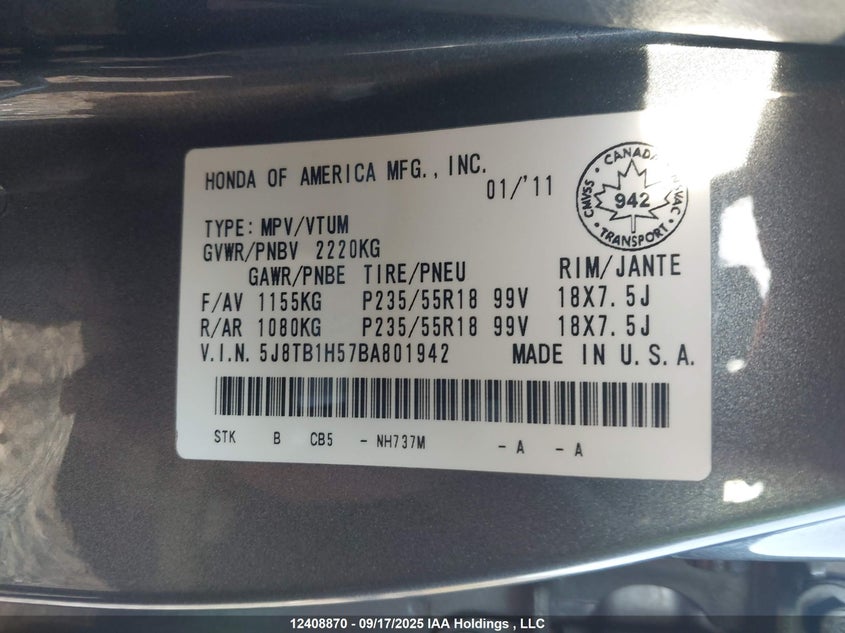 HONDA OF AMERICA MFG., INC.
01/'11
CANADA
CMVSS NSVAC
942
TRANSPORT
TYPE: MPV/VTUM
GVWR/PNBV 2220KG
GAWR/PNBE TIRE/PNEU RIM/JANTE
F/AV 1155KG P235/55R18 99V 18X7.5J
R/AR 1080KG P235/55R18 99V 18X7.5J
V.I.N. 5J8TB1H57BA801942 MADE IN U.S.A.
STK B CB5 - NH737M - A - A
12408870 - 09/17/2025 IAA Holdings , LLC